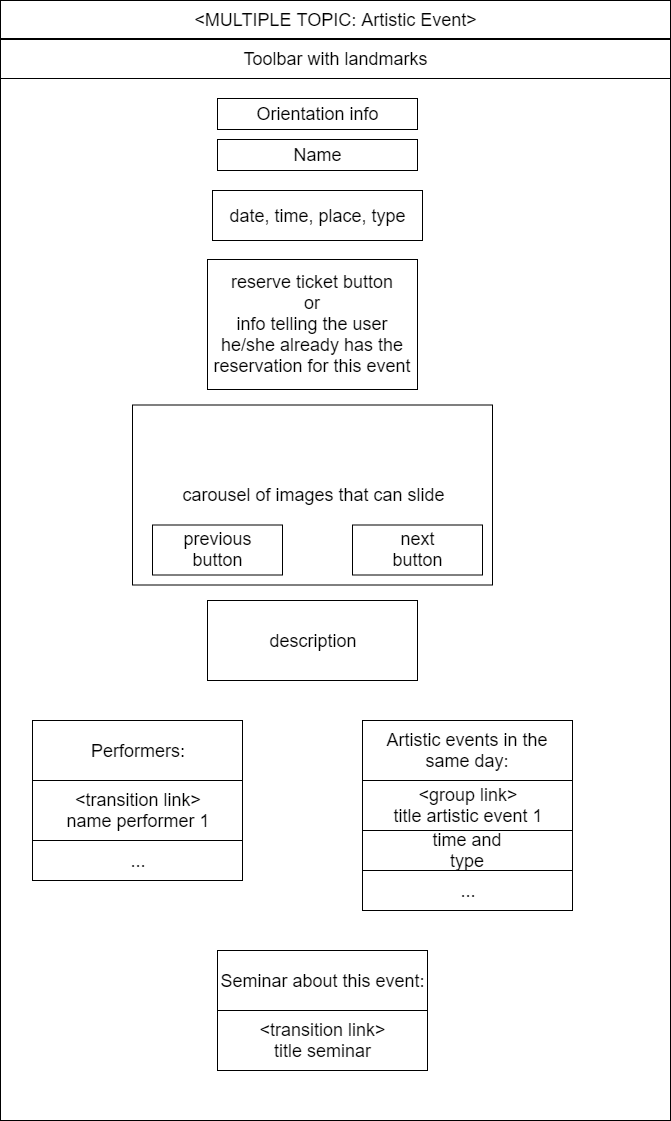 <MULTIPLE TOPIC: Artistic Event>
Toolbar with landmarks
Orientation info
Name
date, time, place, type
reserve ticket button
or
info telling the user
he/she already has the
reservation for this event
carousel of images that can slide
previous
button
next
button
description
Performers:
<transition link>
name performer 1
...
Artistic events in the
same day:
<group link>
title artistic event 1
time and
type
...
Seminar about this event:
<transition link>
title seminar